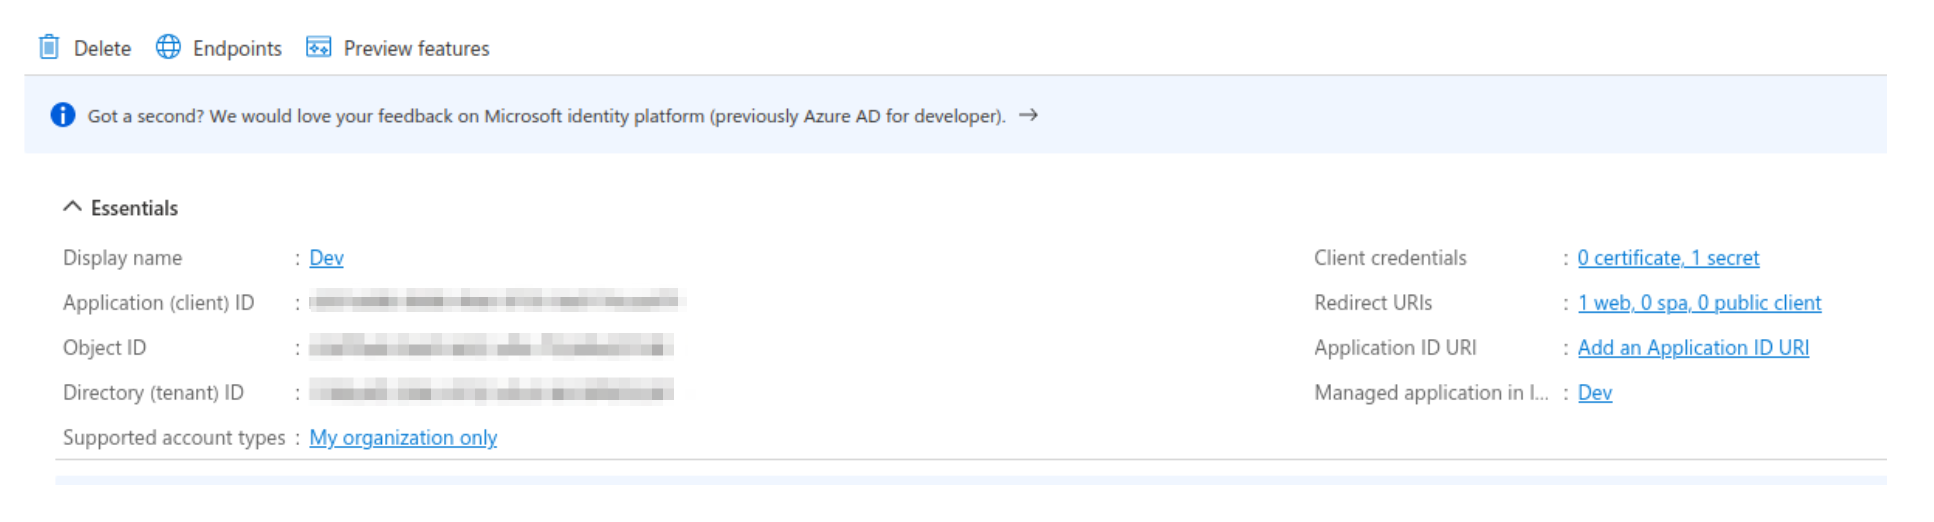 Delete Endpoints Preview features
Got a second? We would love your feedback on Microsoft identity platform (previously Azure AD for developer). →
Essentials
Display name : Dev
Application (client) ID :
Object ID :
Directory (tenant) ID :
Supported account types : My organization only
Client credentials : 0 certificate, 1 secret
Redirect URIs : 1 web, 0 spa, 0 public client
Application ID URI : Add an Application ID URI
Managed application in l... : Dev